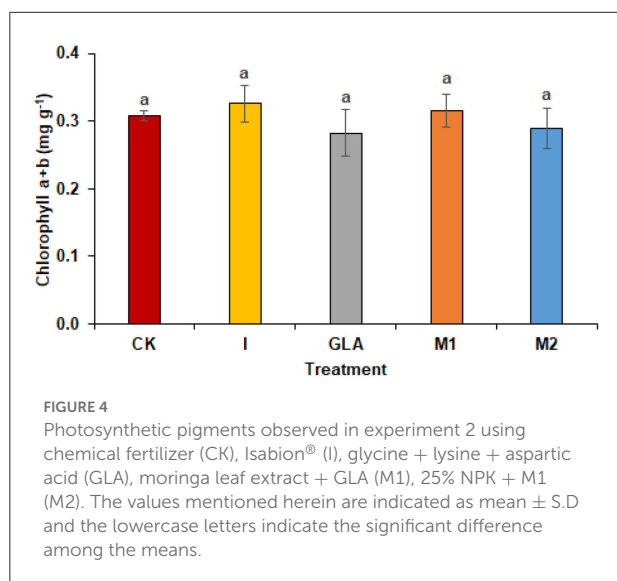 0.4
0.3
0.2
0.1
0.0
Chlorophyll a+b (mg g⁻¹)
a
a
a
a
a
CK
I
GLA
M1
M2
Treatment
FIGURE 4
Photosynthetic pigments observed in experiment 2 using
chemical fertilizer (CK), Isabion® (I), glycine + lysine + aspartic
acid (GLA), moringa leaf extract + GLA (M1), 25% NPK + M1
(M2). The values mentioned herein are indicated as mean ± S.D
and the lowercase letters indicate the significant difference
among the means.